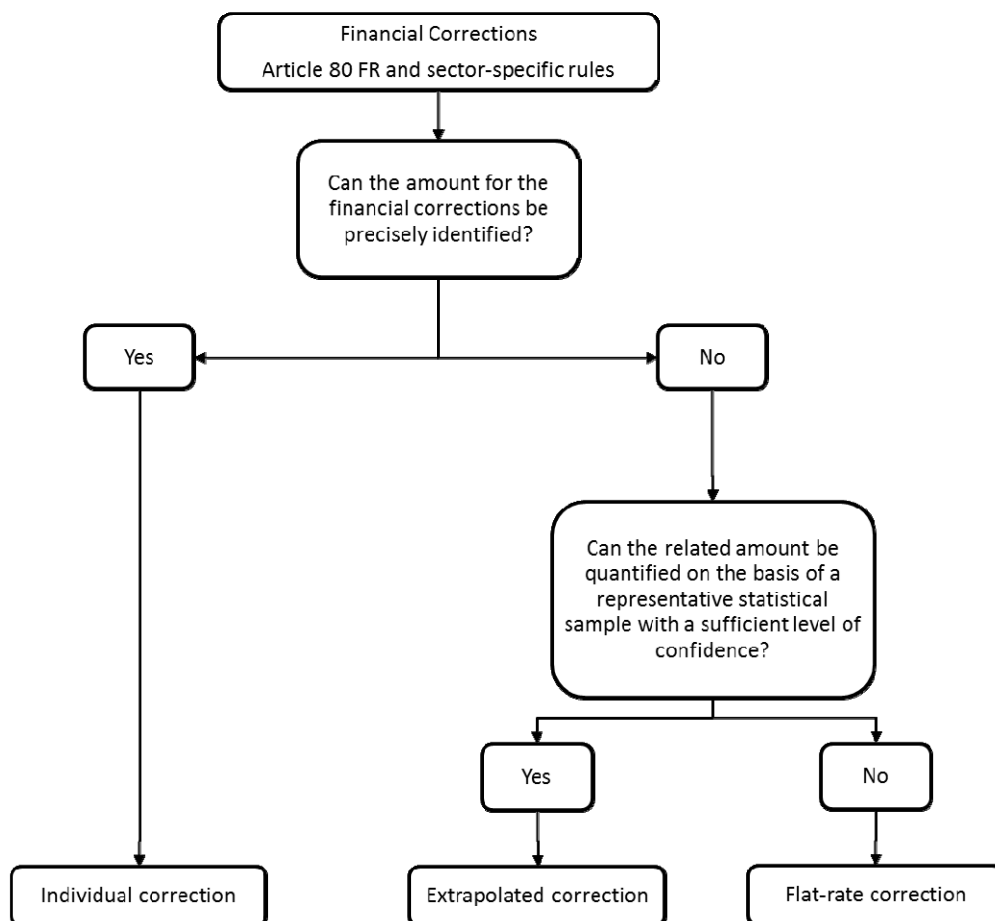 Financial Corrections
Article 80 FR and sector-specific rules
Can the amount for the
financial corrections be
precisely identified?
Yes
No
Can the related amount be
quantified on the basis of a
representative statistical
sample with a sufficient level of
confidence?
Yes
No
Individual correction
Extrapolated correction
Flat-rate correction